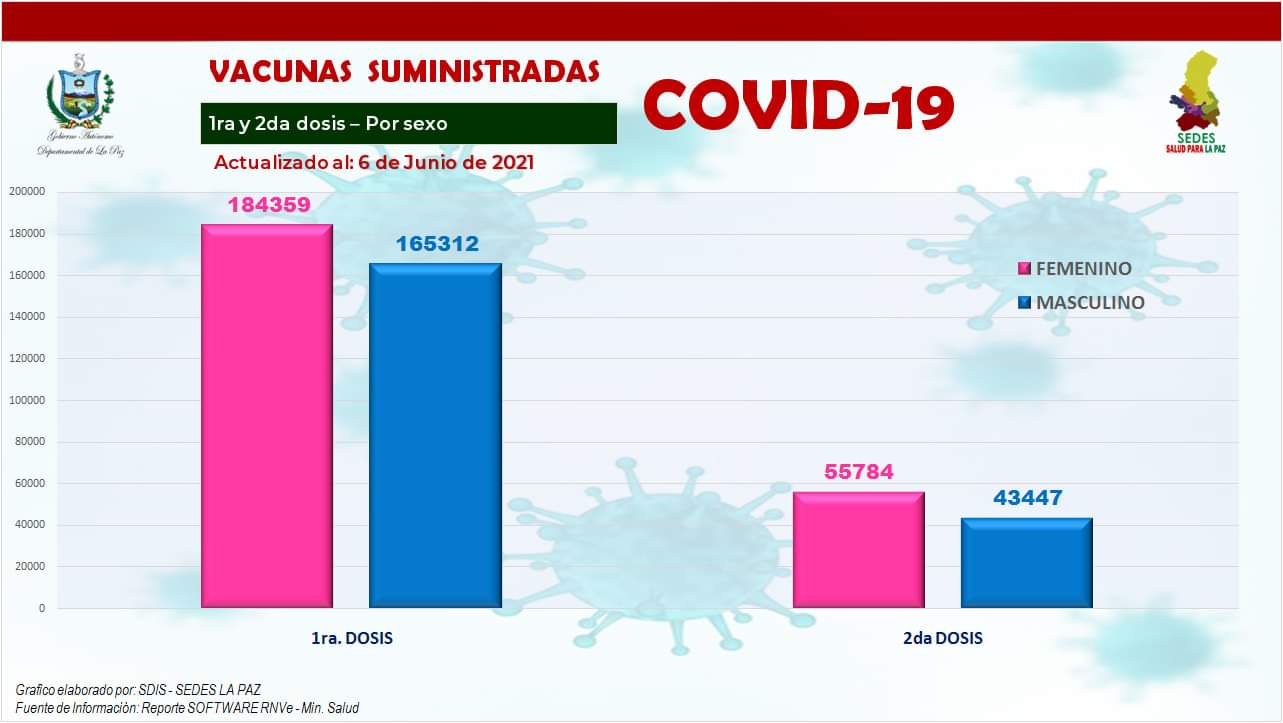 VACUNAS SUMINISTRADAS
COVID-19
1ra y 2da dosis – Por sexo
Actualizado al: 6 de Junio de 2021
Gobierno Autónomo
Departamental de La Paz
SEDES
SALUD PARA LA PAZ
200000
180000
160000
140000
120000
100000
80000
60000
40000
20000
0
184359
165312
55784
43447
FEMENINO
MASCULINO
1ra. DOSIS
2da DOSIS
Grafico elaborado por: SDIS - SEDES LA PAZ
Fuente de Informaciòn: Reporte SOFTWARE RNVe - Min. Salud